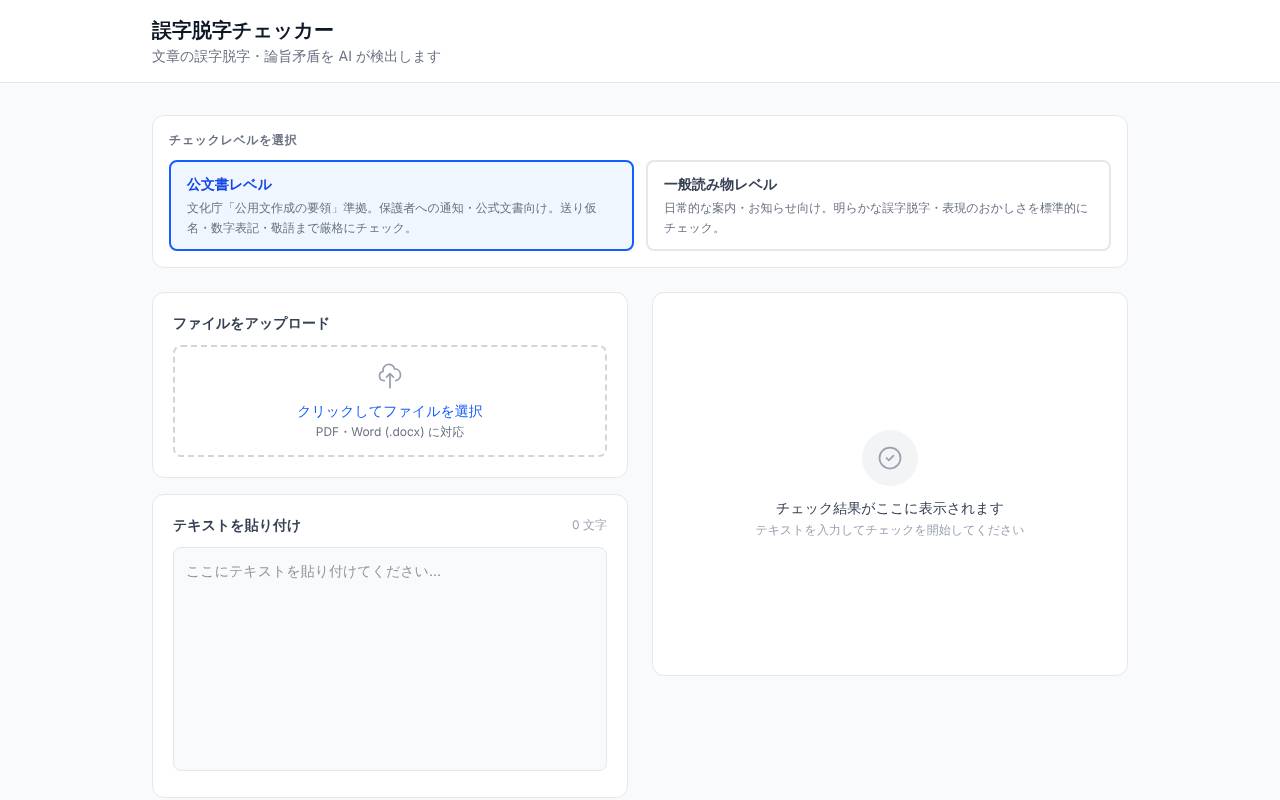 誤字脱字チェッカー
文章の誤字脱字・論旨矛盾を AI が検出します
チェックレベルを選択
公文書レベル
文化庁「公用文作成の要領」準拠。保護者への通知・公式文書向け。送り仮
名・数字表記・敬語まで厳格にチェック。
一般読み物レベル
日常的な案内・お知らせ向け。明らかな誤字脱字・表現のおかしさを標準的に
チェック。
ファイルをアップロード
クリックしてファイルを選択
PDF・Word (.docx) に対応
テキストを貼り付け
0 文字
ここにテキストを貼り付けてください...
チェック結果がここに表示されます
テキストを入力してチェックを開始してください